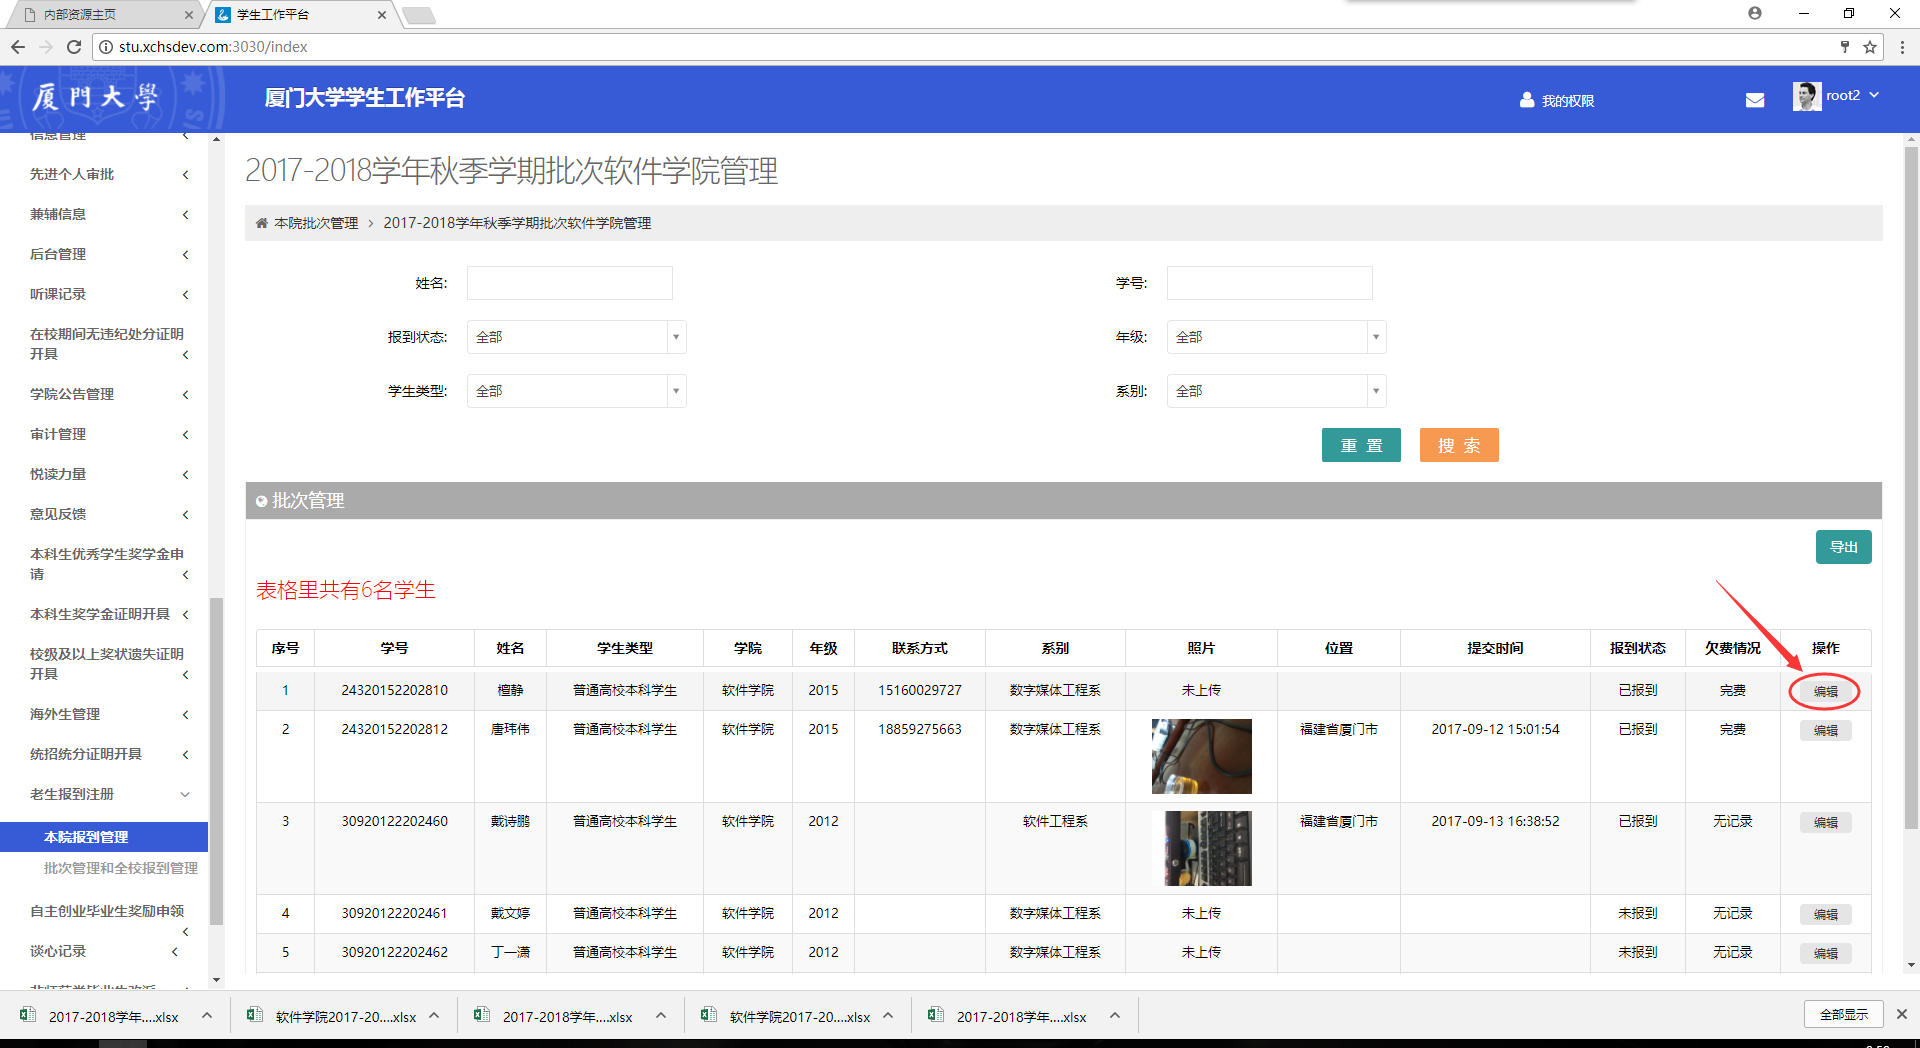 内部资源主页
学生工作平台
stu.xchsdev.com:3030/index
厦門大學
厦门大学学生工作平台
我的权限
root2
信息管理
先进个人审批
兼辅信息
后台管理
听课记录
在校期间无违纪处分证明
开具
学院公告管理
审计管理
悦读力量
意见反馈
本科生优秀学生奖学金申
请
本科生奖学金证明开具
校级及以上奖状遗失证明
开具
海外生管理
统招统分证明开具
老生报到注册
本院报到管理
批次管理和全校报到管理
自主创业毕业生奖励申领
谈心记录
2017-2018学年秋季学期批次软件学院管理
本院批次管理 > 2017-2018学年秋季学期批次软件学院管理
姓名: 学号:
报到状态: 全部 年级: 全部
学生类型: 全部 系别: 全部
重 置 搜 索
批次管理
导出
表格里共有6名学生
序号 学号 姓名 学生类型 学院 年级 联系方式 系别 照片 位置 提交时间 报到状态 欠费情况 操作
1 24320152202810 檀静 普通高校本科学生 软件学院 2015 15160029727 数字媒体工程系 未上传 已报到 完费 编辑
2 24320152202812 唐玮伟 普通高校本科学生 软件学院 2015 18859275663 数字媒体工程系 福建省厦门市 2017-09-12 15:01:54 已报到 完费 编辑
3 30920122202460 戴诗鹏 普通高校本科学生 软件学院 2012 软件工程系 福建省厦门市 2017-09-13 16:38:52 已报到 无记录 编辑
4 30920122202461 戴文婷 普通高校本科学生 软件学院 2012 数字媒体工程系 未上传 未报到 无记录 编辑
5 30920122202462 丁一潇 普通高校本科学生 软件学院 2012 数字媒体工程系 未上传 未报到 无记录 编辑
2017-2018学年....xlsx
软件学院2017-20....xlsx
2017-2018学年....xlsx
软件学院2017-20....xlsx
2017-2018学年....xlsx
全部显示